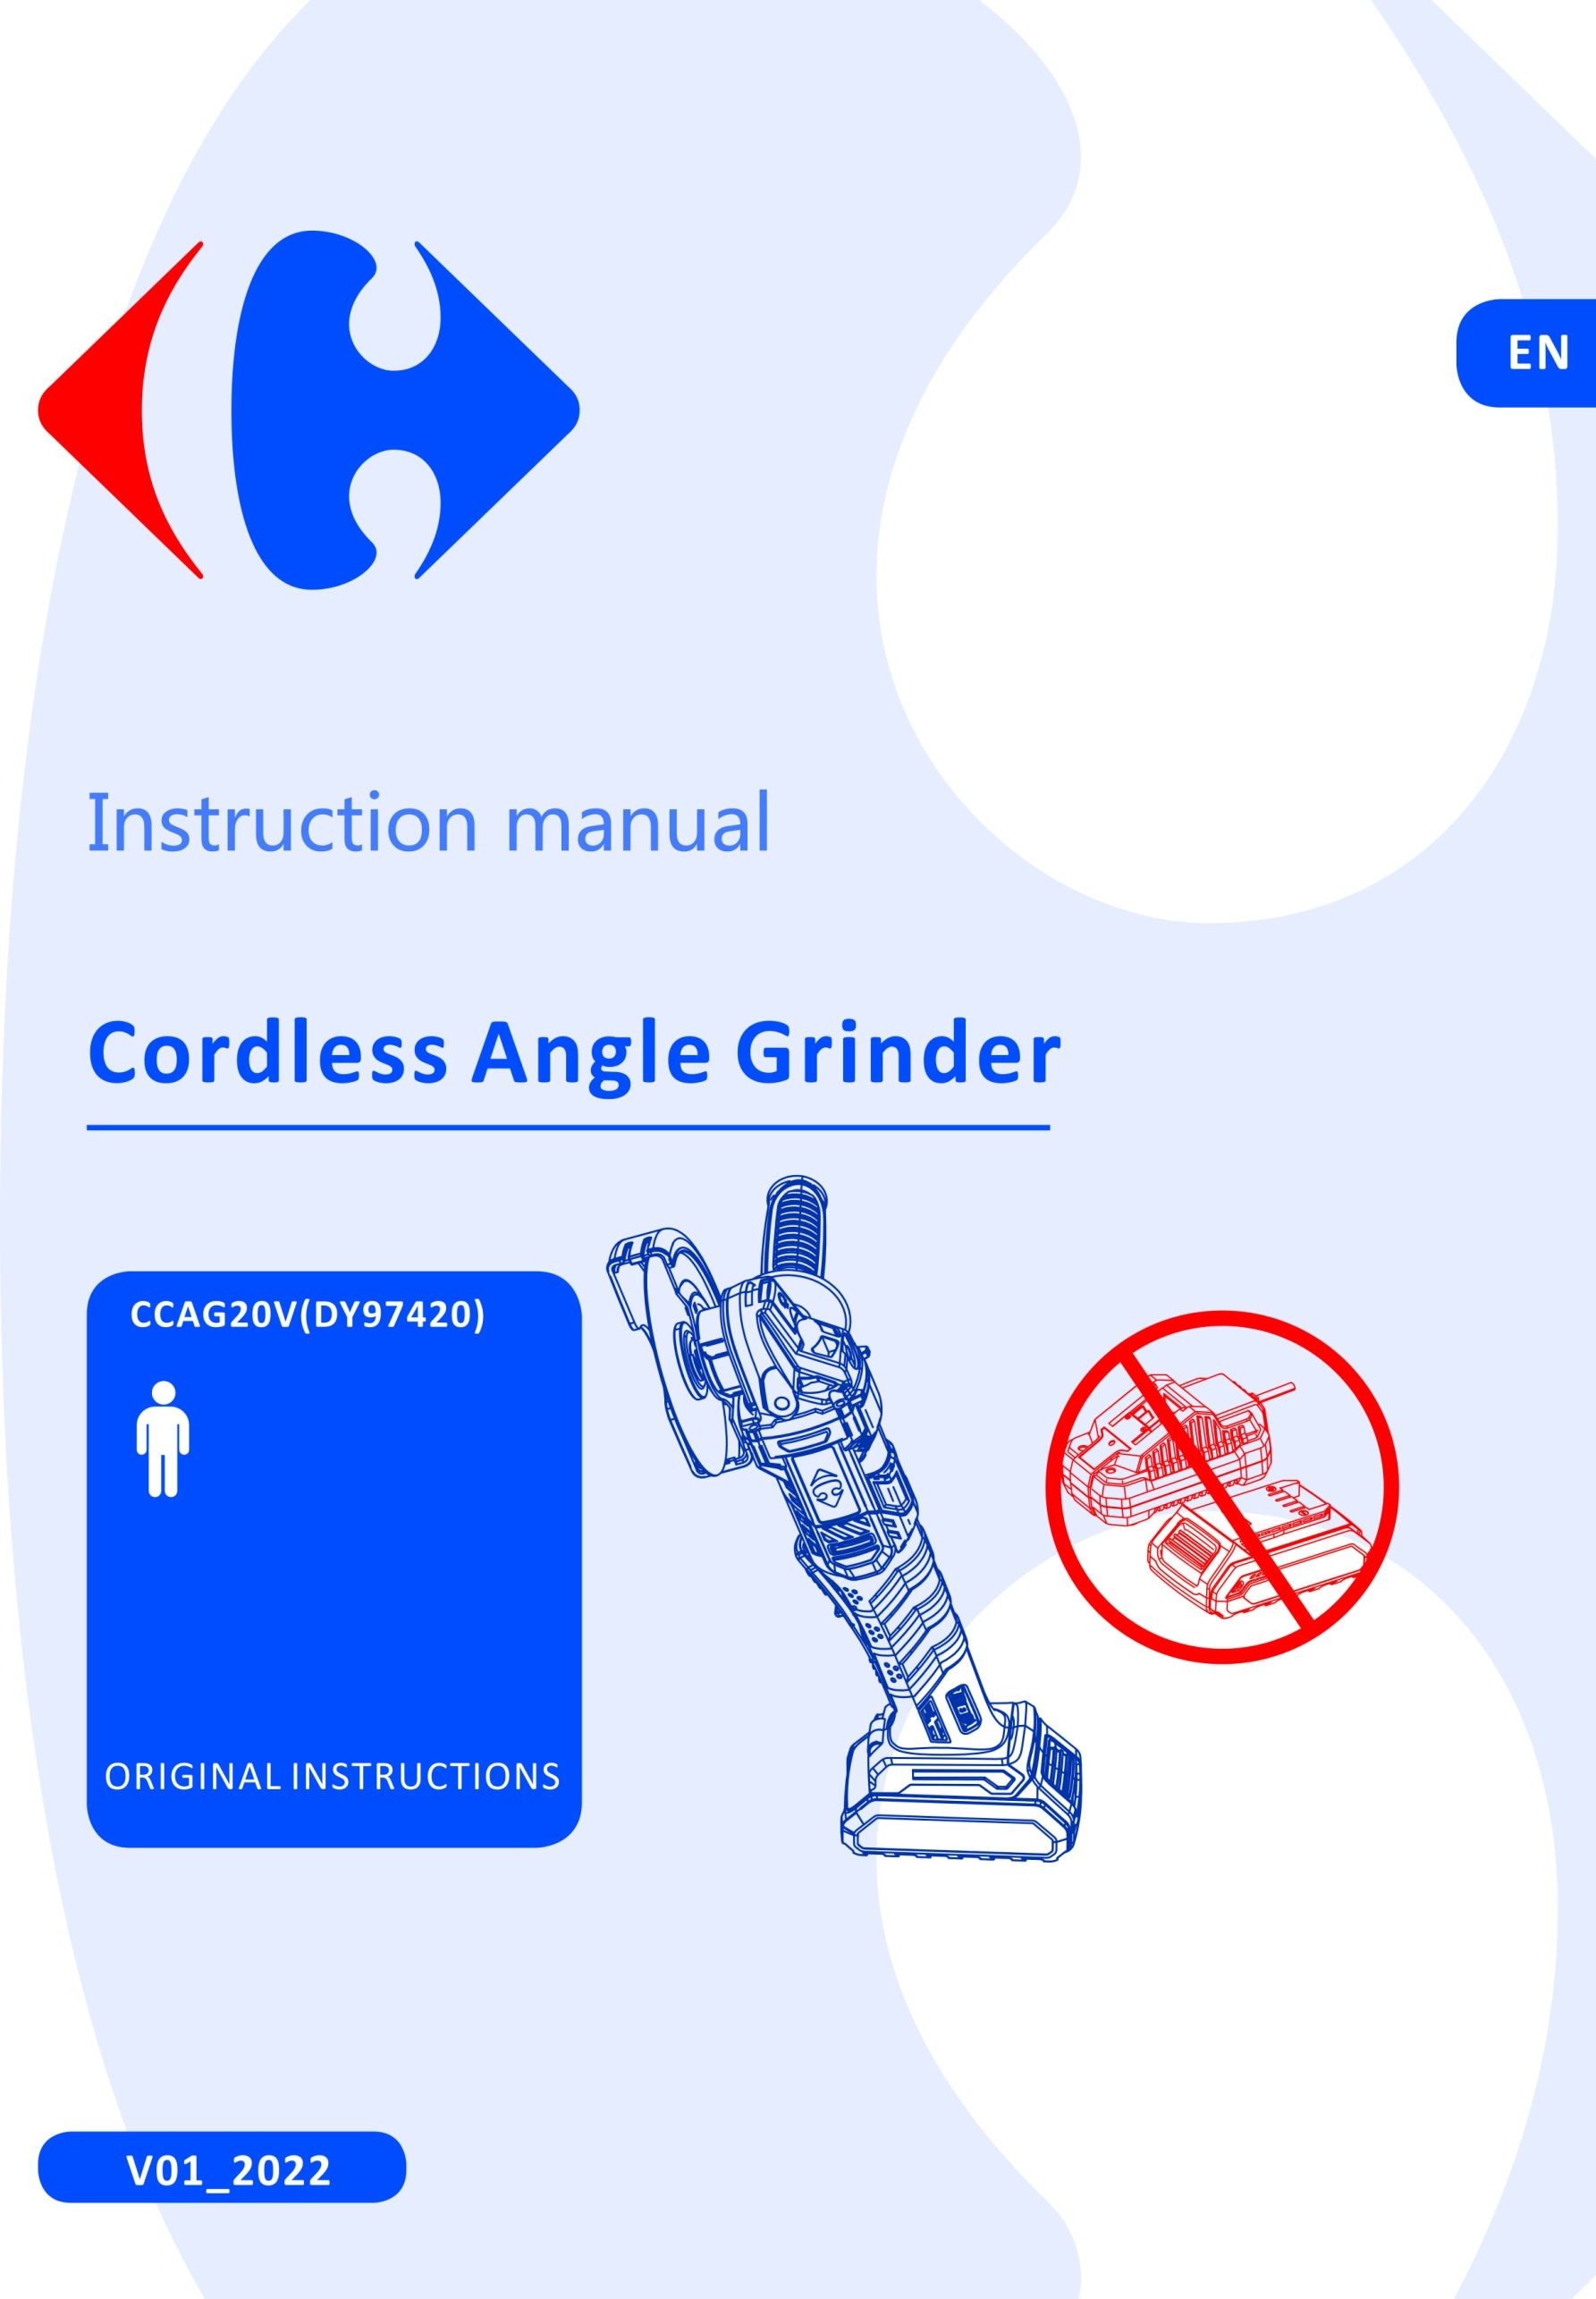 EN
Instruction manual
Cordless Angle Grinder
CCAG20V(DY97420)
ORIGINAL INSTRUCTIONS
V01_2022